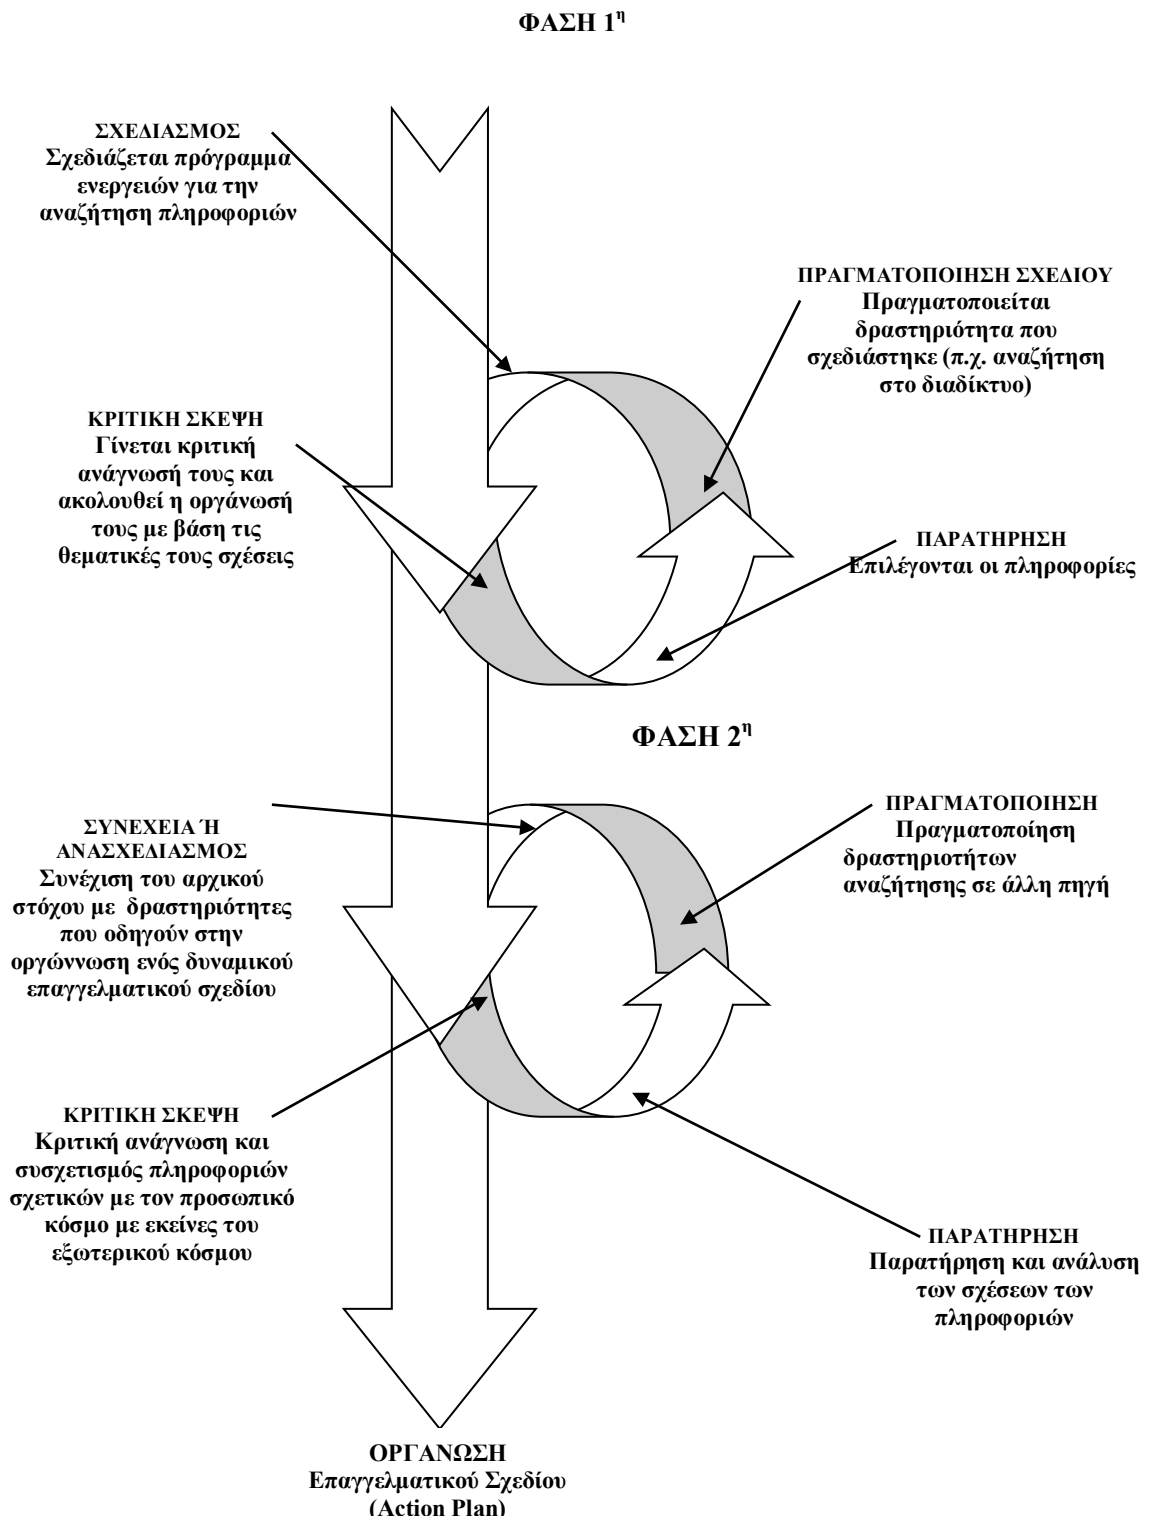 ΦΑΣΗ 1η
ΣΧΕΔΙΑΣΜΟΣ
Σχεδιάζεται πρόγραμμα
ενεργειών για την
αναζήτηση πληροφοριών
ΠΡΑΓΜΑΤΟΠΟΙΗΣΗ ΣΧΕΔΙΟΥ
Πραγματοποιείται
δραστηριότητα που
σχεδιάστηκε (π.χ. αναζήτηση
στο διαδίκτυο)
ΚΡΙΤΙΚΗ ΣΚΕΨΗ
Γίνεται κριτική
ανάγνωσή τους και
ακολουθεί η οργάνωσή
τους με βάση τις
θεματικές τους σχέσεις
ΠΑΡΑΤΗΡΗΣΗ
Επιλέγονται οι πληροφορίες
ΦΑΣΗ 2η
ΠΡΑΓΜΑΤΟΠΟΙΗΣΗ
Πραγματοποίηση
δραστηριοτήτων
αναζήτησης σε άλλη πηγή
ΣΥΝΕΧΕΙΑ Ή
ΑΝΑΣΧΕΔΙΑΣΜΟΣ
Συνέχιση του αρχικού
στόχου με δραστηριότητες
που οδηγούν στην
οργώννωση ενός δυναμικού
επαγγελματικού σχεδίου
ΚΡΙΤΙΚΗ ΣΚΕΨΗ
Κριτική ανάγνωση και
συσχετισμός πληροφοριών
σχετικών με τον προσωπικό
κόσμο με εκείνες του
εξωτερικού κόσμου
ΠΑΡΑΤΗΡΗΣΗ
Παρατήρηση και ανάλυση
των σχέσεων των
πληροφοριών
ΟΡΓΑΝΩΣΗ
Επαγγελματικού Σχεδίου
(Action Plan)